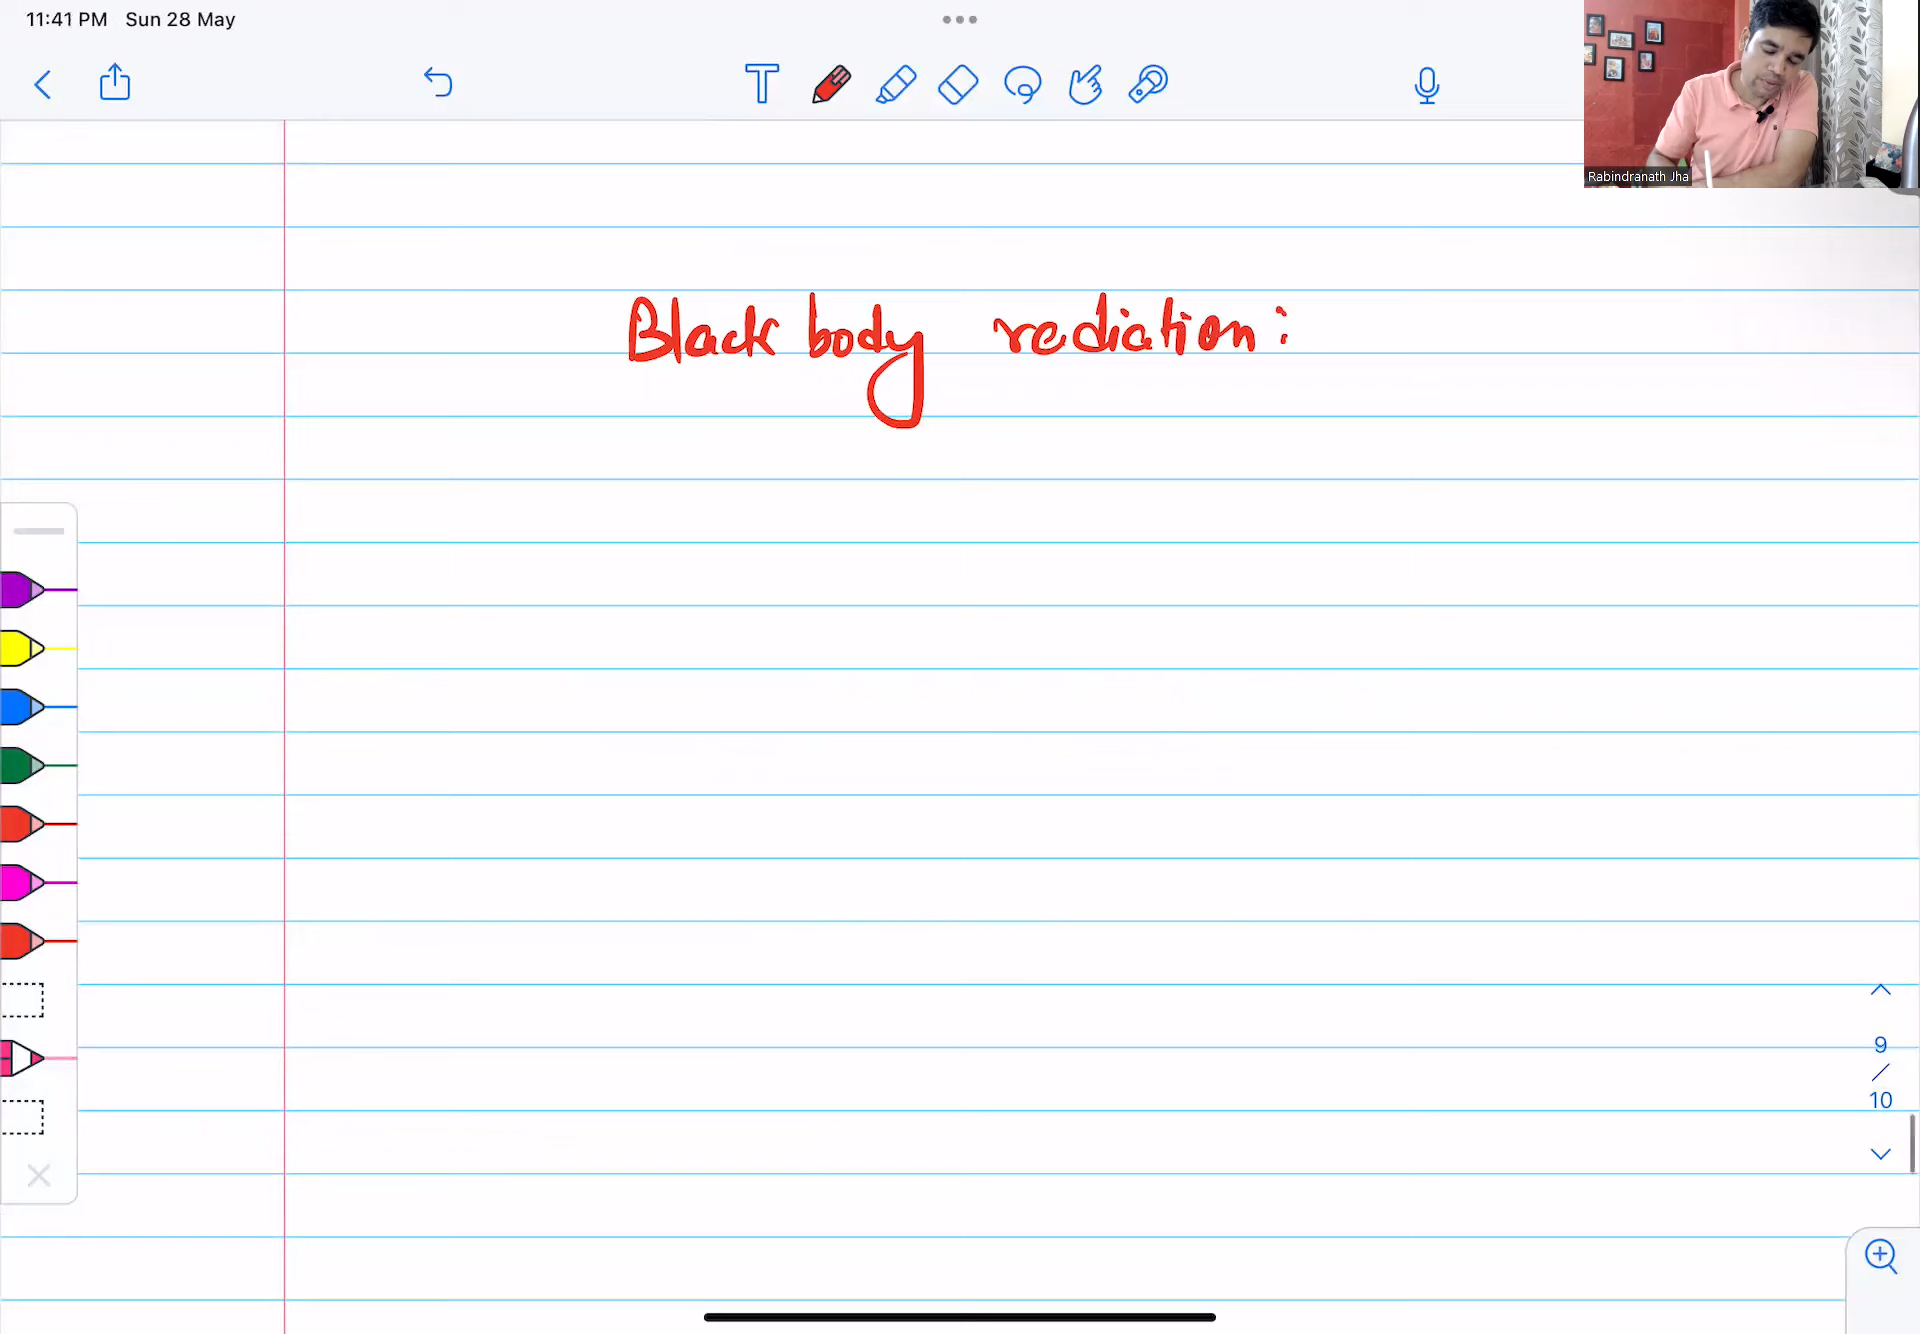 11:41 PM Sun 28 May
Rabindranath Jha
Black body rediation:
9
/
10